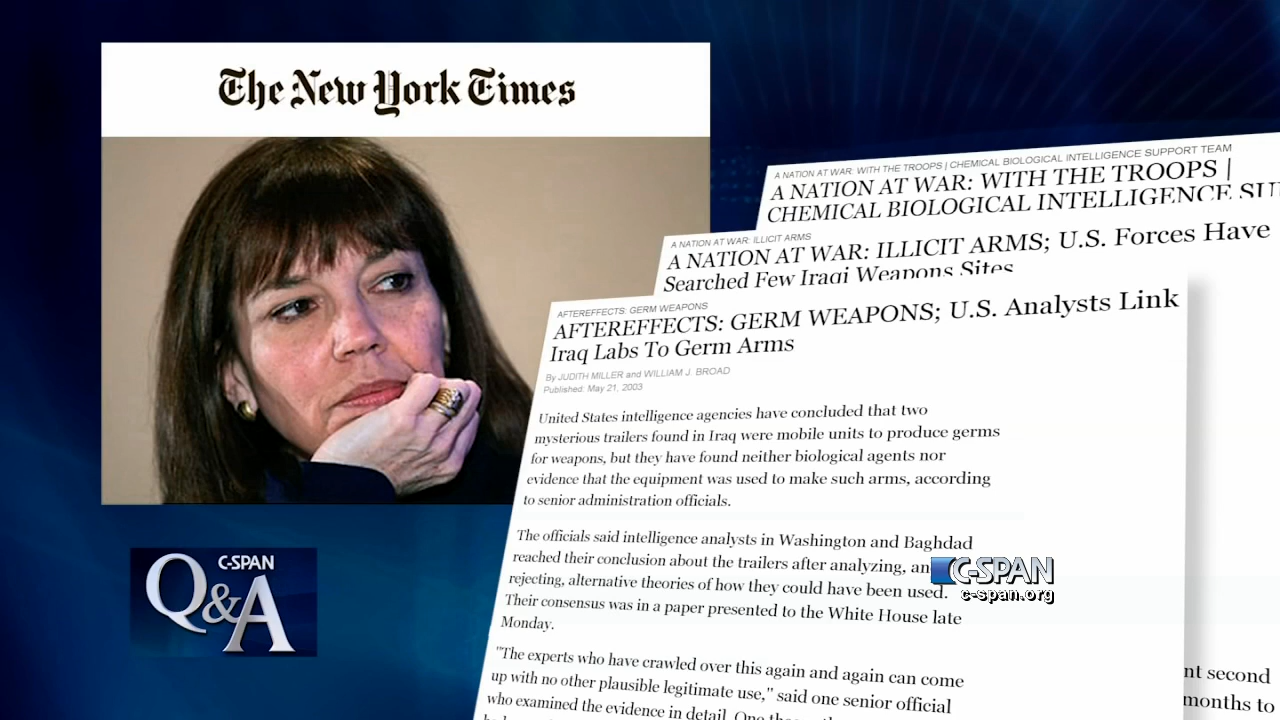 The New York Times
A NATION AT WAR: WITH THE TROOPS | CHEMICAL BIOLOGICAL INTELLIGENCE SUPPORT TEAM
A NATION AT WAR: WITH THE TROOPS |
CHEMICAL BIOLOGICAL INTELLIGENCE
A NATION AT WAR: ILLICIT ARMS
A NATION AT WAR: ILLICIT ARMS; U.S. Forces Have
Searched Few Iraqi Weapons Sites
AFTEREFFECTS: GERM WEAPONS
AFTEREFFECTS: GERM WEAPONS; U.S. Analysts Link
Iraq Labs To Germ Arms
By JUDITH MILLER and WILLIAM J. BROAD
Published: May 21, 2003
United States intelligence agencies have concluded that two
mysterious trailers found in Iraq were mobile units to produce germs
for weapons, but they have found neither biological agents nor
evidence that the equipment was used to make such arms, according
to senior administration officials.
The officials said intelligence analysts in Washington and Baghdad
reached their conclusion about the trailers after analyzing,
rejecting, alternative theories of how they could have been used.
Their consensus was in a paper presented to the White House late
Monday.
"The experts who have crawled over this again and again can come
up with no other plausible legitimate use," said one senior official
who examined the evidence in detail. One
second
months to
C-SPAN
Q&A
C-SPAN
c-span.org